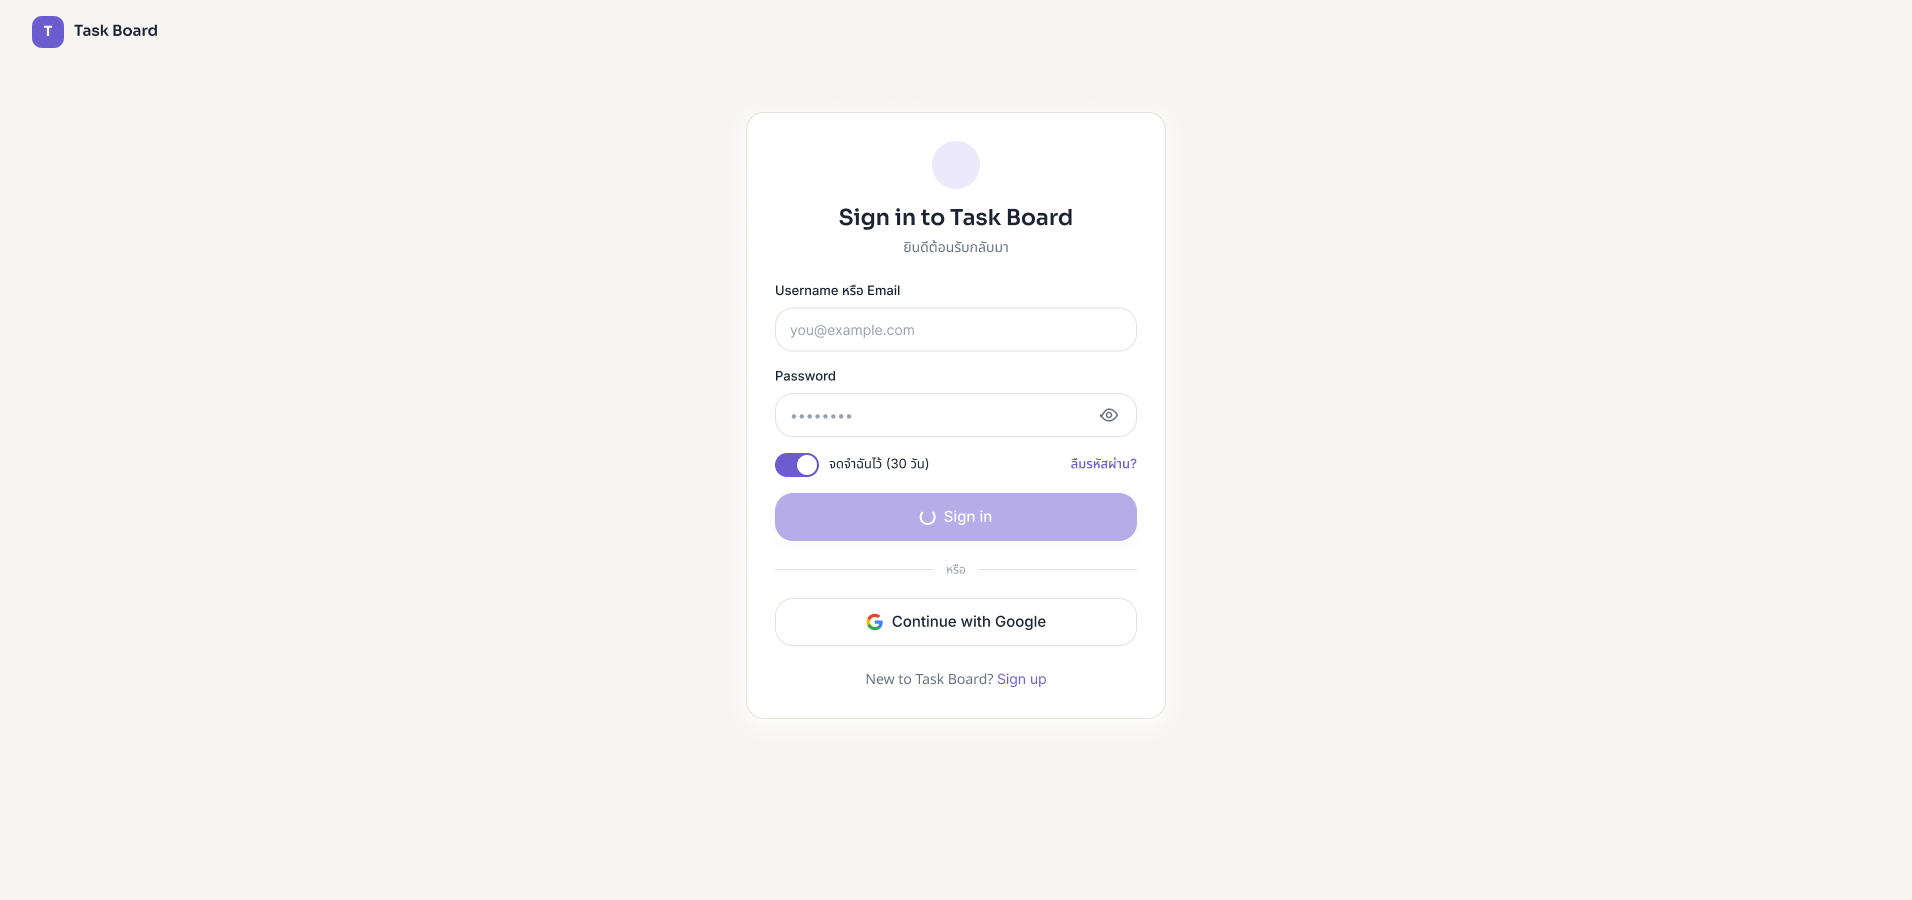 T Task Board
Sign in to Task Board
ยินดีต้อนรับกลับมา
Username หรือ Email
you@example.com
Password
••••••••
จดจำฉันไว้ (30 วัน) ลืมรหัสผ่าน?
Sign in
หรือ
Continue with Google
New to Task Board? Sign up